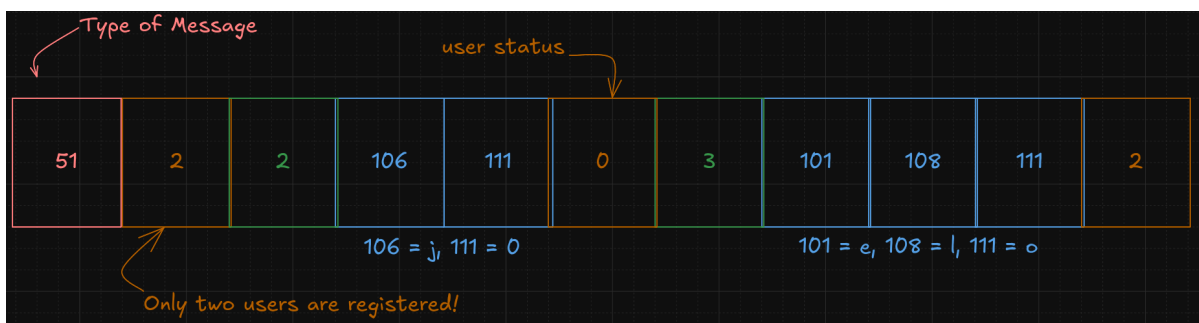 Type of Message
user status
51 2 2 106 111 0 3 101 108 111 2
106 = j, 111 = 0
101 = e, 108 = l, 111 = o
Only two users are registered!